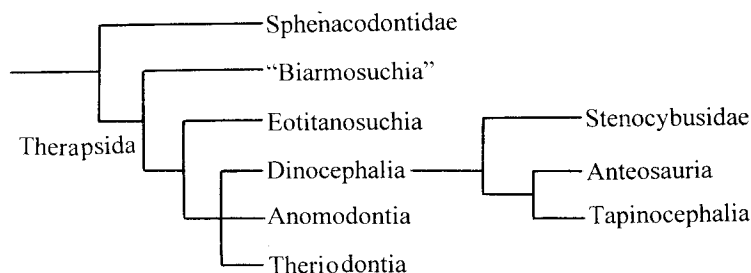 Sphenacodontidae
“Biarmosuchia”
Therapsida
Eotitanosuchia
Dinocephalia
Anomodontia
Theriodontia
Stenocybusidae
Anteosauria
Tapinocephalia